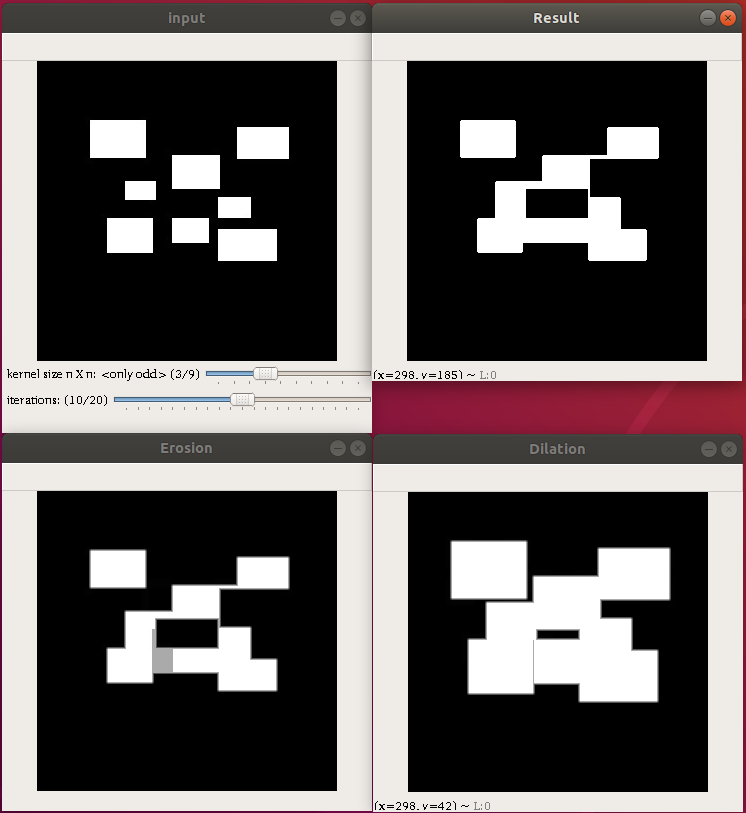 input
Result
kernel size n X n: <only odd> (3/9)
iterations: (10/20)
(x=298, y=185) ~ L:0
Erosion
Dilation
(x=298, y=42) ~ L:0